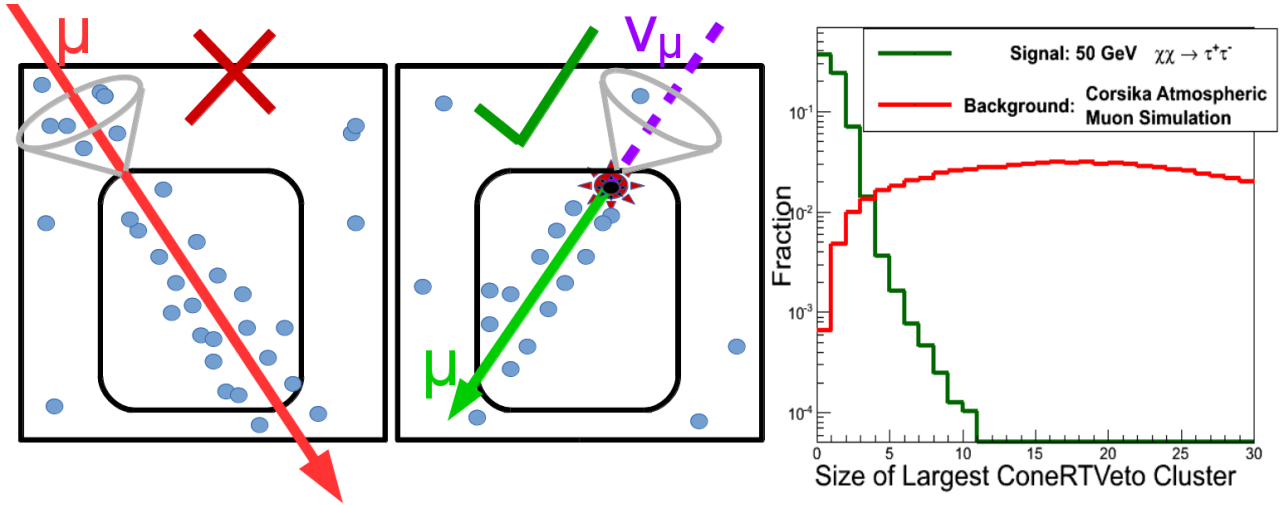 μ
νμ
μ
Signal: 50 GeV χχ → τ⁺τ⁻
Background: Corsika Atmospheric
Muon Simulation
Fraction
10⁻¹
10⁻²
10⁻³
10⁻⁴
0 5 10 15 20 25 30
Size of Largest ConeRTVeto Cluster